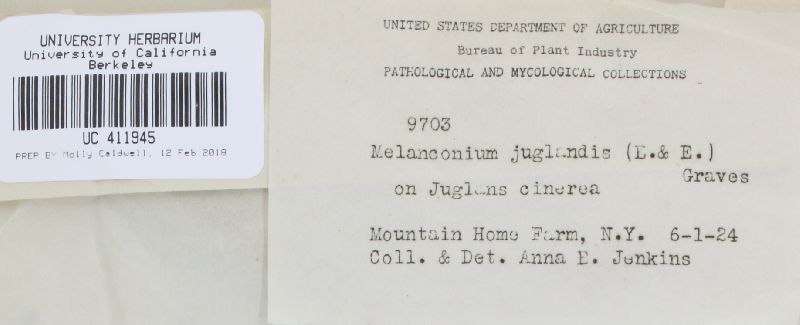 UNIVERSITY HERBARIUM
University of California
Berkeley
UC 411945
PREP BY Molly Caldwell, 12 Feb 2018
UNITED STATES DEPARTMENT OF AGRICULTURE
Bureau of Plant Industry
PATHOLOGICAL AND MYCOLOGICAL COLLECTIONS
9703
Melanconium juglandis (E.& E.)
Graves
on Juglans cinerea
Mountain Home Farm, N.Y. 6-1-24
Coll. & Det. Anna E. Jenkins